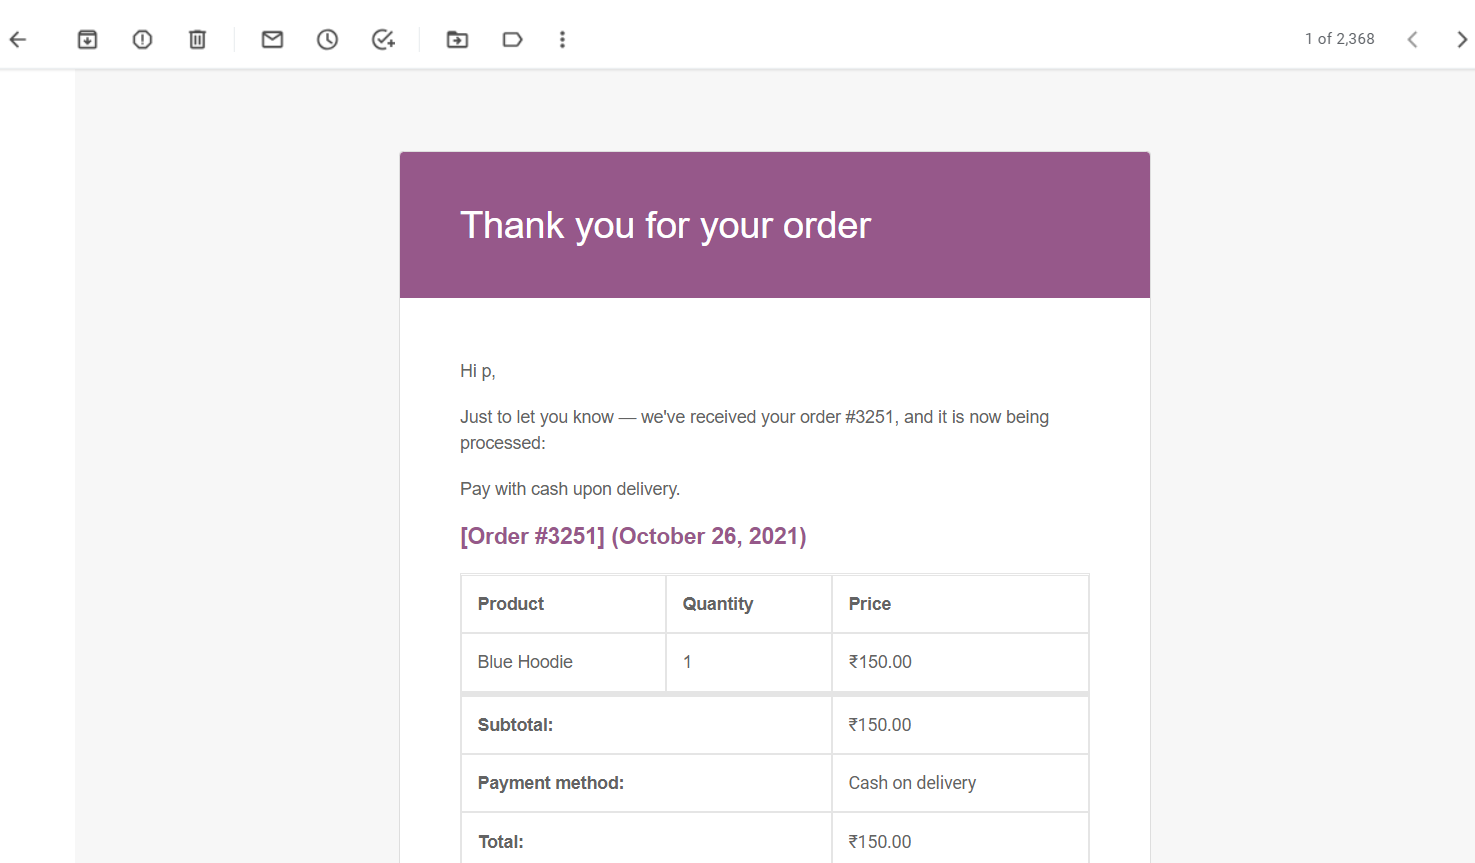 1 of 2,368
Thank you for your order
Hi p,
Just to let you know — we've received your order #3251, and it is now being
processed:
Pay with cash upon delivery.
[Order #3251] (October 26, 2021)
Product Quantity Price
Blue Hoodie 1 ₹150.00
Subtotal: ₹150.00
Payment method: Cash on delivery
Total: ₹150.00